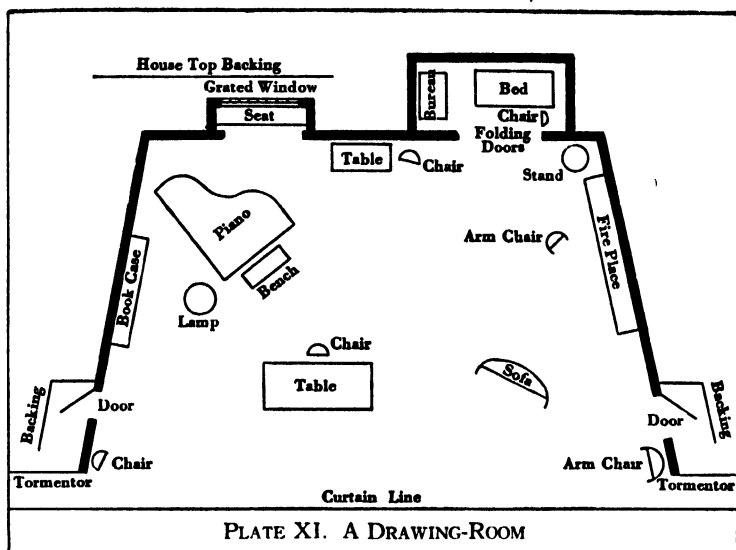 House Top Backing
Grated Window
Seat
Bureau
Bed
Chair
Folding
Doors
Table
Chair
Stand
Piano
Bench
Arm Chair
Fire Place
Book Case
Lamp
Chair
Table
Sofa
Backing
Door
Door
Backing
Chair
Arm Chair
Tormentor
Tormentor
Curtain Line
PLATE XI. A DRAWING-ROOM